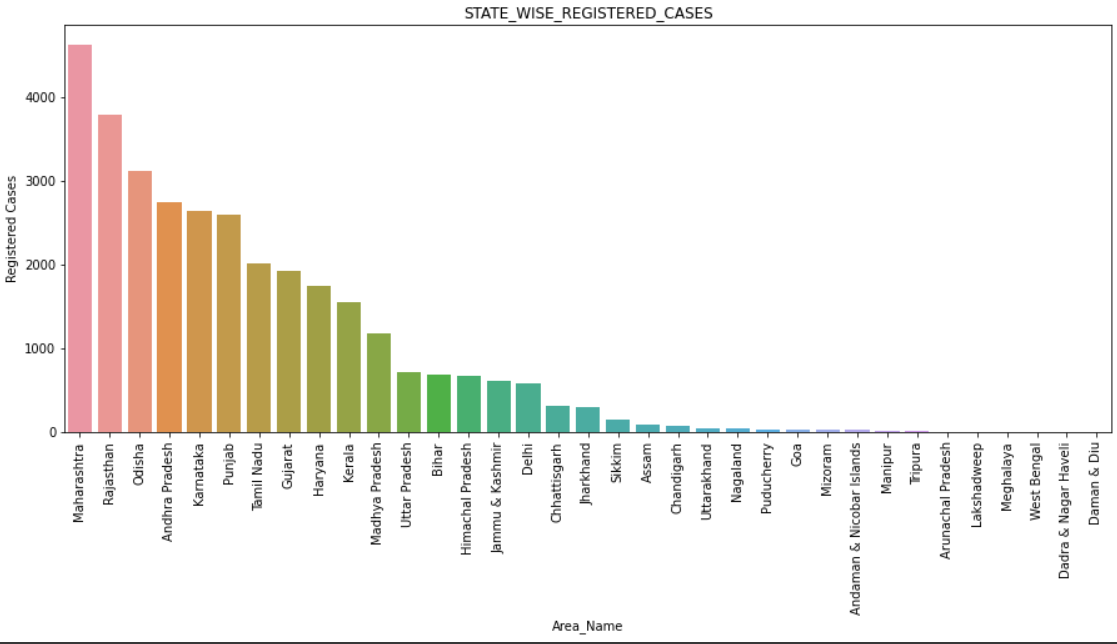 STATE_WISE_REGISTERED_CASES
Registered Cases
4000
3000
2000
1000
0
Maharashtra
Rajasthan
Odisha
Andhra Pradesh
Karnataka
Punjab
Tamil Nadu
Gujarat
Haryana
Kerala
Madhya Pradesh
Uttar Pradesh
Bihar
Himachal Pradesh
Jammu & Kashmir
Delhi
Chhattisgarh
Jharkhand
Sikkim
Assam
Chandigarh
Uttarakhand
Nagaland
Puducherry
Goa
Mizoram
Andaman & Nicobar Islands
Manipur
Tripura
Arunachal Pradesh
Lakshadweep
Meghalaya
West Bengal
Dadra & Nagar Haveli
Daman & Diu
Area_Name